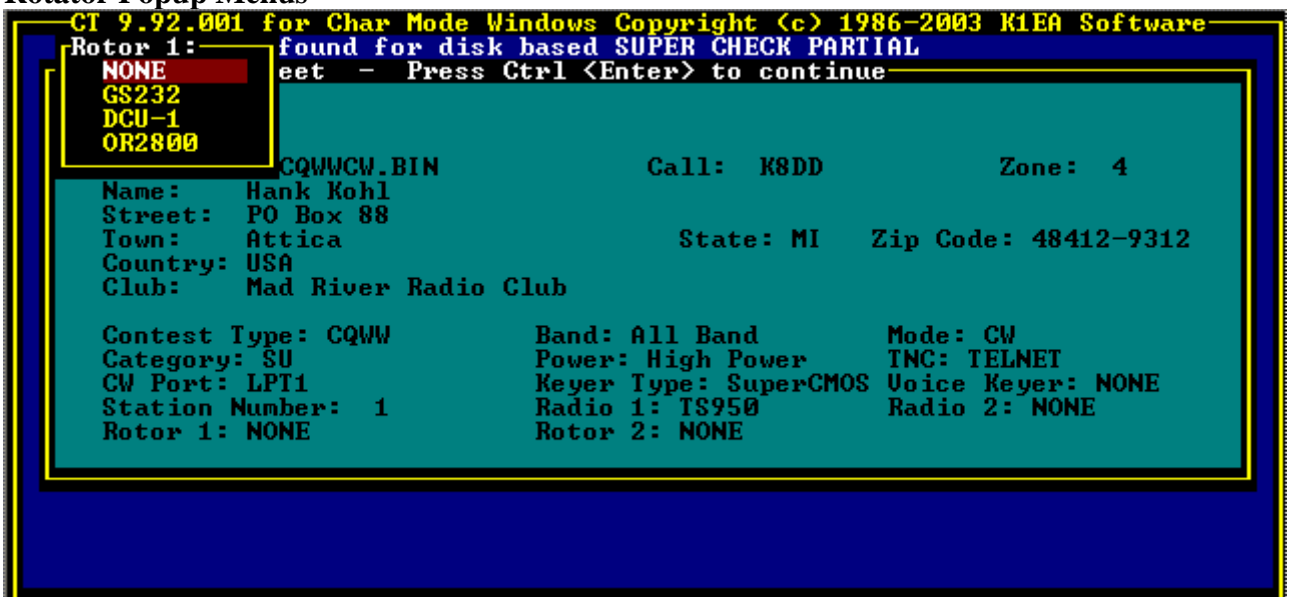 Rotator Popup Menus
CT 9.92.001 for Char Mode Windows Copyright (c) 1986-2003 K1EA Software
Rotor 1: found for disk based SUPER CHECK PARTIAL
NONE eet - Press Ctrl <Enter> to continue
GS232
DCU-1
OR2800
CQWWCW.BIN Call: K8DD Zone: 4
Name: Hank Kohl
Street: PO Box 88
Town: Attica State: MI Zip Code: 48412-9312
Country: USA
Club: Mad River Radio Club
Contest Type: CQWW Band: All Band Mode: CW
Category: SU Power: High Power TNC: TELNET
CW Port: LPT1 Keyer Type: SuperCMOS Voice Keyer: NONE
Station Number: 1 Radio 1: TS950 Radio 2: NONE
Rotor 1: NONE Rotor 2: NONE